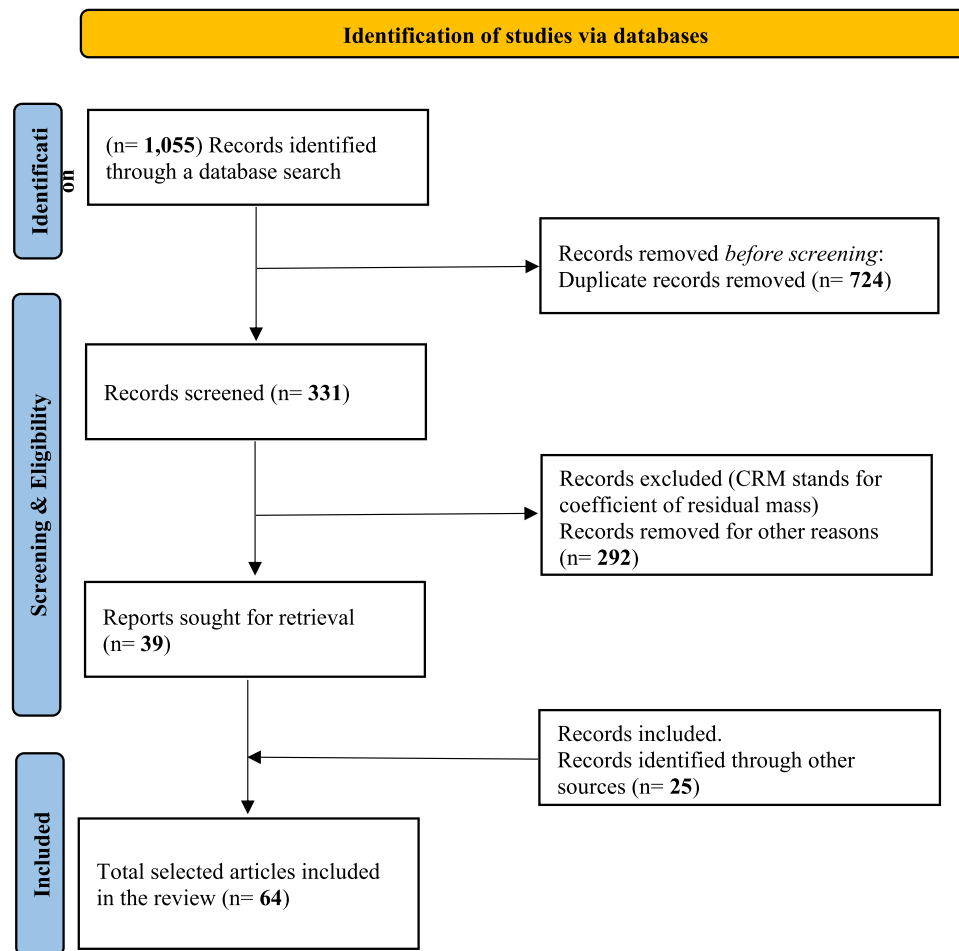 Identification of studies via databases
Identificati
on
(n= 1,055) Records identified
through a database search
Records removed before screening:
Duplicate records removed (n= 724)
Screening & Eligibility
Records screened (n= 331)
Records excluded (CRM stands for
coefficient of residual mass)
Records removed for other reasons
(n= 292)
Reports sought for retrieval
(n= 39)
Records included.
Records identified through other
sources (n= 25)
Included
Total selected articles included
in the review (n= 64)